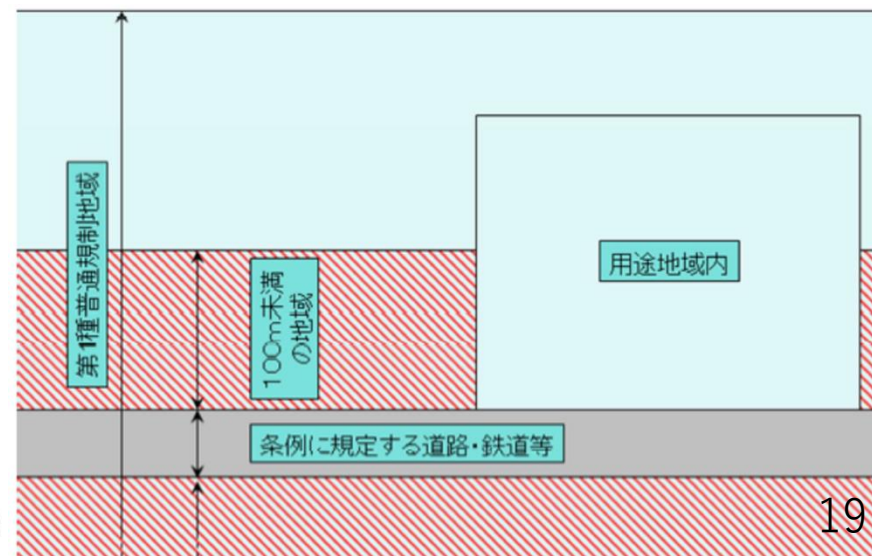 第1種普通規制地域
100m未満
の地域
用途地域内
条例に規定する道路・鉄道等
19